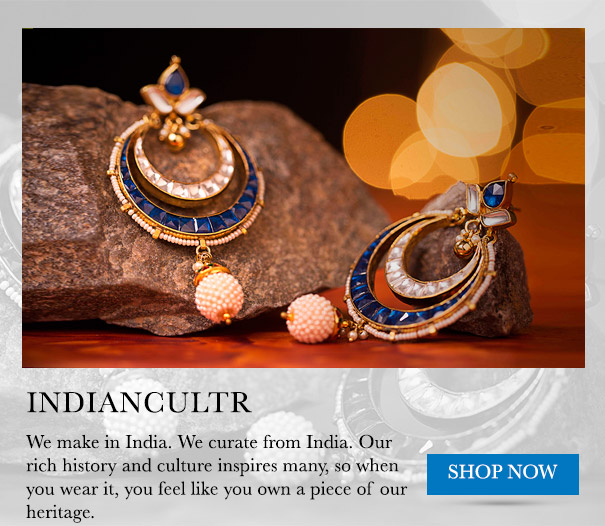 INDIANCULTR
We make in India. We curate from India. Our
rich history and culture inspires many, so when
you wear it, you feel like you own a piece of our
heritage.
SHOP NOW